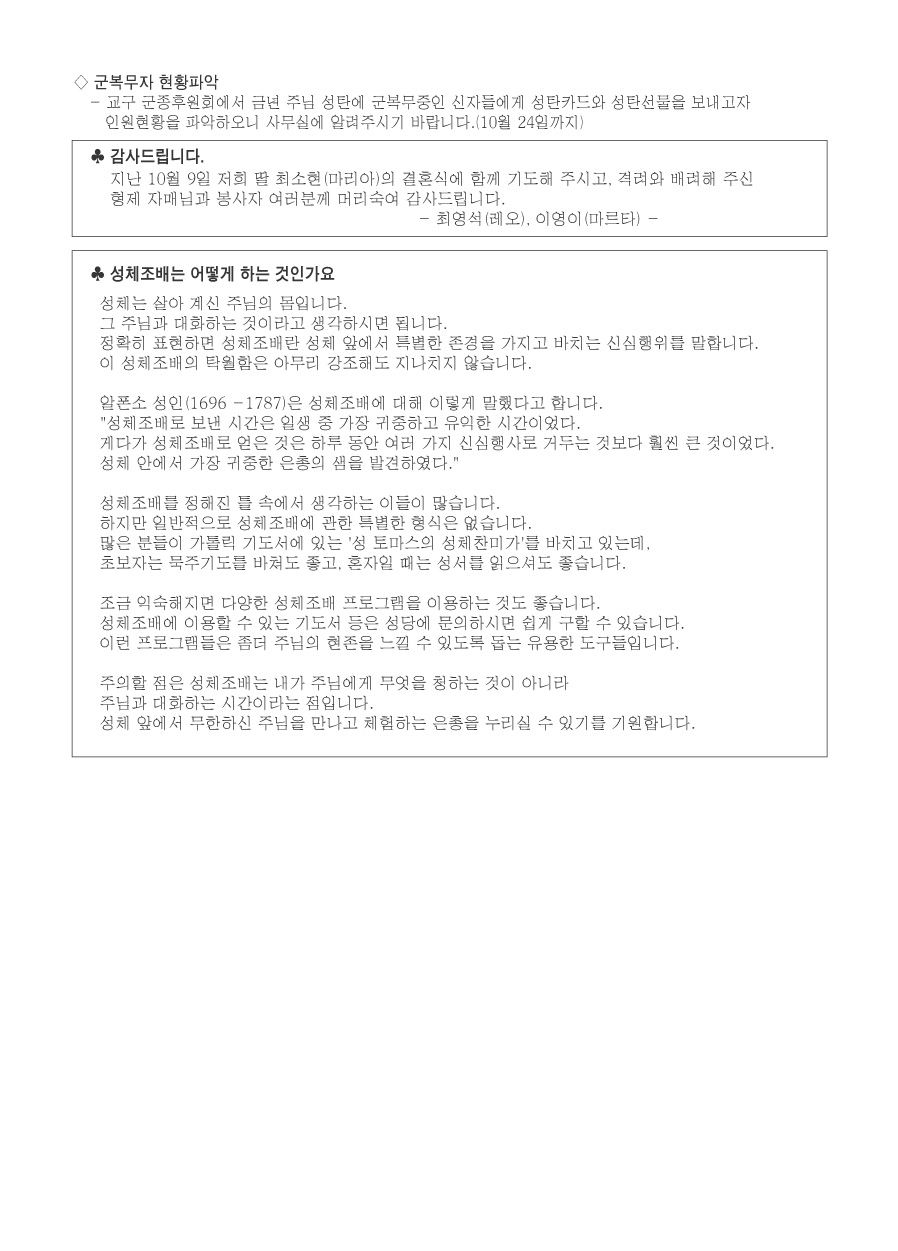 ◇ 군복무자 현황파악
- 교구 군종후원회에서 금년 주님 성탄에 군복무중인 신자들에게 성탄카드와 성탄선물을 보내고자
인원현황을 파악하오니 사무실에 알려주시기 바랍니다.(10월 24일까지)
♣ 감사드립니다.
지난 10월 9일 저희 딸 최소현(마리아)의 결혼식에 함께 기도해 주시고, 격려와 배려해 주신
형제 자매님과 봉사자 여러분께 머리숙여 감사드립니다.
- 최영석(레오), 이영이(마르타) -
♣ 성체조배는 어떻게 하는 것인가요
성체는 살아 계신 주님의 몸입니다.
그 주님과 대화하는 것이라고 생각하시면 됩니다.
정확히 표현하면 성체조배란 성체 앞에서 특별한 존경을 가지고 바치는 신심행위를 말합니다.
이 성체조배의 탁월함은 아무리 강조해도 지나치지 않습니다.
알폰소 성인(1696 -1787)은 성체조배에 대해 이렇게 말했다고 합니다.
"성체조배로 보낸 시간은 일생 중 가장 귀중하고 유익한 시간이었다.
게다가 성체조배로 얻은 것은 하루 동안 여러 가지 신심행사로 거두는 것보다 훨씬 큰 것이었다.
성체 안에서 가장 귀중한 은총의 샘을 발견하였다."
성체조배를 정해진 틀 속에서 생각하는 이들이 많습니다.
하지만 일반적으로 성체조배에 관한 특별한 형식은 없습니다.
많은 분들이 가톨릭 기도서에 있는 '성 토마스의 성체찬미가'를 바치고 있는데,
초보자는 묵주기도를 바쳐도 좋고, 혼자일 때는 성서를 읽으셔도 좋습니다.
조금 익숙해지면 다양한 성체조배 프로그램을 이용하는 것도 좋습니다.
성체조배에 이용할 수 있는 기도서 등은 성당에 문의하시면 쉽게 구할 수 있습니다.
이런 프로그램들은 좀더 주님의 현존을 느낄 수 있도록 돕는 유용한 도구들입니다.
주의할 점은 성체조배는 내가 주님에게 무엇을 청하는 것이 아니라
주님과 대화하는 시간이라는 점입니다.
성체 앞에서 무한하신 주님을 만나고 체험하는 은총을 누리실 수 있기를 기원합니다.